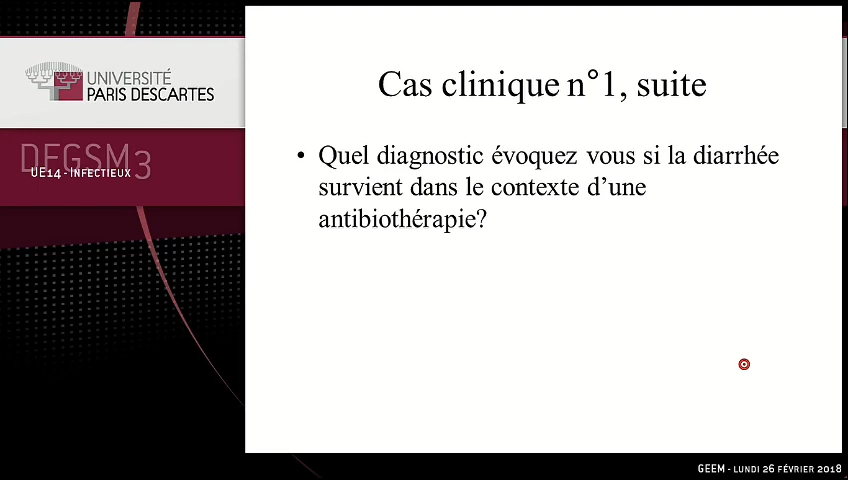 UNIVERSITÉ
PARIS DESCARTES
DFGSM3
UE14 - INFECTIEUX
Cas clinique n°1, suite
• Quel diagnostic évoquez vous si la diarrhée
survient dans le contexte d’une
antibiothérapie?
GEEM - LUNDI 26 FÉVRIER 2018